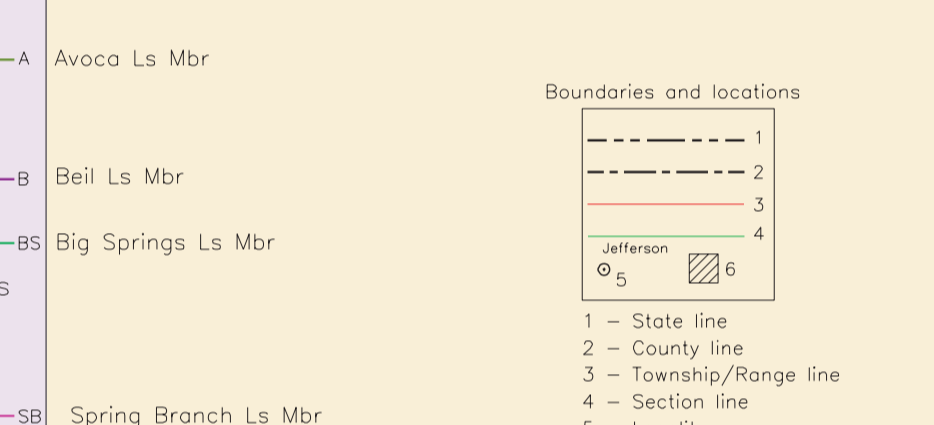 A Avoca Ls Mbr
B Beil Ls Mbr
BS Big Springs Ls Mbr
S
SB Spring Branch Ls Mbr
Boundaries and locations
1
2
3
4
Jefferson
5 6
1 - State line
2 - County line
3 - Township/Range line
4 - Section line